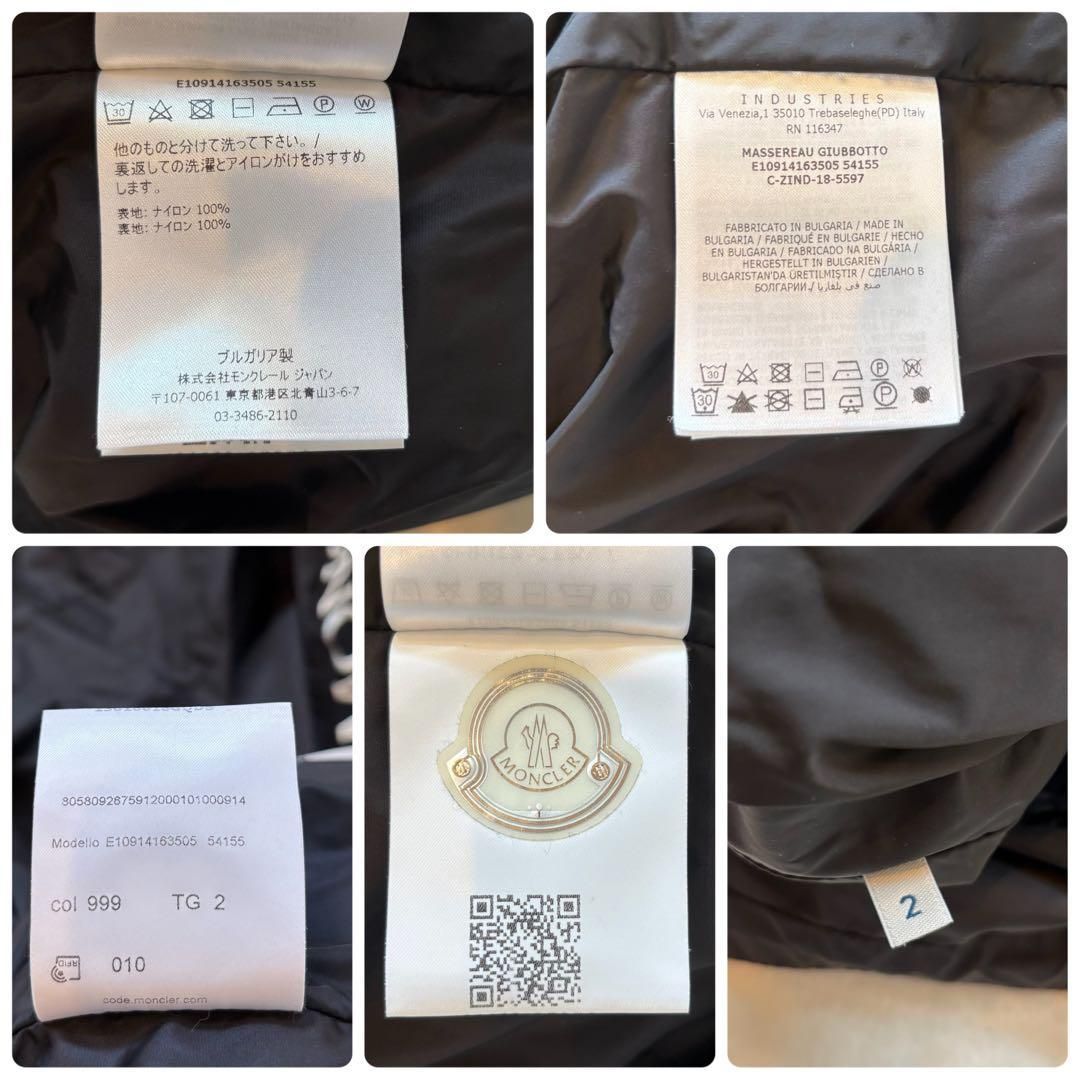 E10914163505 54155
30
P
W
他のものと分けて洗って下さい。/
裏返しての洗濯とアイロンがけをおすすめ
します。
表地: ナイロン 100%
裏地: ナイロン 100%
ブルガリア製
株式会社モンクレール ジャパン
〒107-0061 東京都港区北青山3-6-7
03-3486-2110
INDUSTRIES
Via Venezia,1 35010 Trebaseleghe(PD) Italy
RN 116347
MASSEREAU GIUBBOTTO
E10914163505 54155
C-ZIND-18-5597
FABBRICATO IN BULGARIA / MADE IN
BULGARIA / FABRIQUÉ EN BULGARIE / HECHO
EN BULGARIA / FABRICADO NA BULGÁRIA
/ HERGESTELLT IN BULGARIEN /
BULGARISTAN'DA ÜRETILMIŞTIR / СДЕЛАНО В
БОЛГАРИИ / صنع في بلغاريا
30 P W
30 P
8058092675912000101000914
Modello E10914163505 54155
col 999 TG 2
RFID 010
code.moncler.com
MONCLER
2